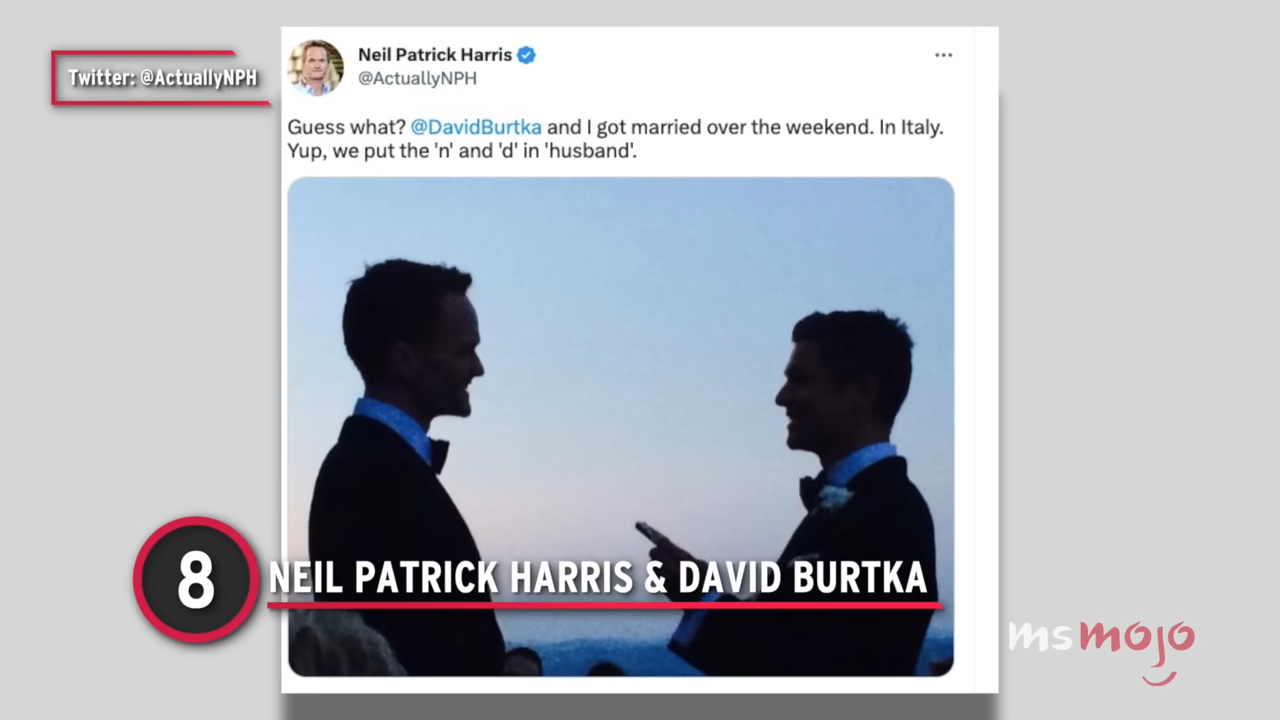 Twitter: @ActuallyNPH
Neil Patrick Harris
@ActuallyNPH
Guess what? @DavidBurtka and I got married over the weekend. In Italy.
Yup, we put the 'n' and 'd' in 'husband'.
8
NEIL PATRICK HARRIS & DAVID BURTKA
msmojo